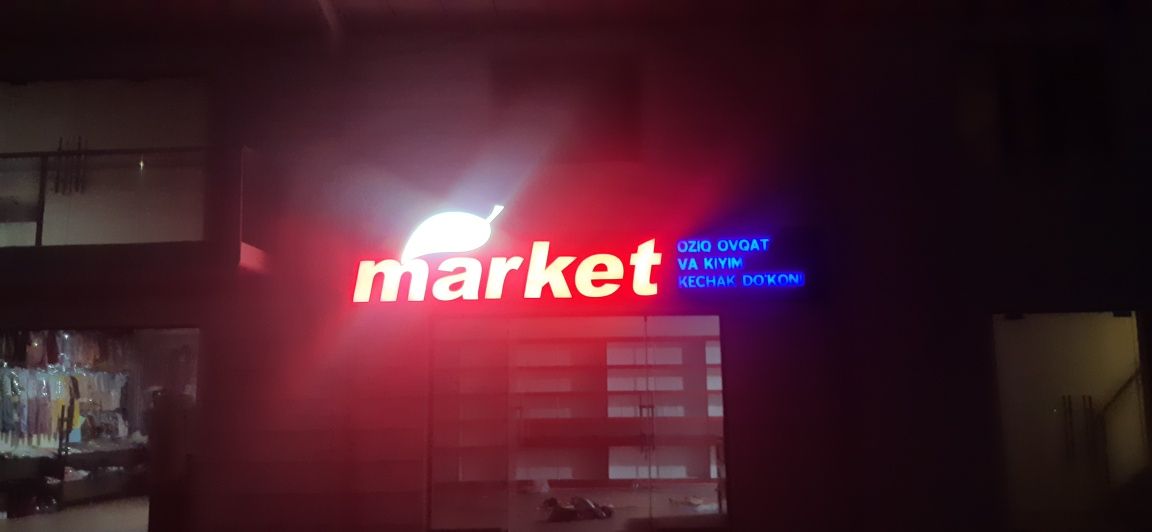 market
OZIQ OVQAT
VA KIYIM
KECHAK DO'KONI